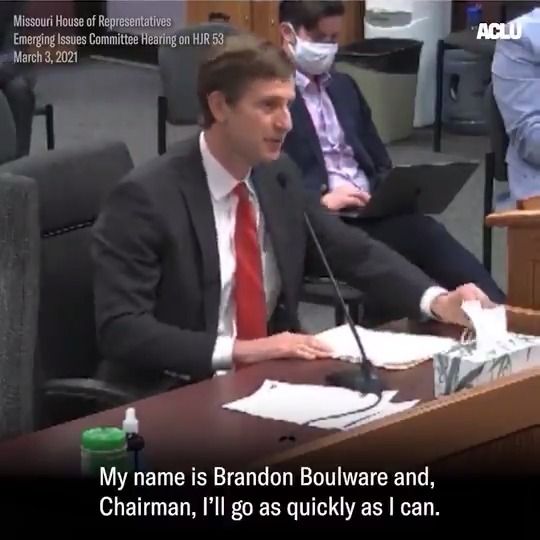 Missouri House of Representatives
Emerging Issues Committee Hearing on HJR 53
March 3, 2021
ACLU
My name is Brandon Boulware and,
Chairman, I'll go as quickly as I can.